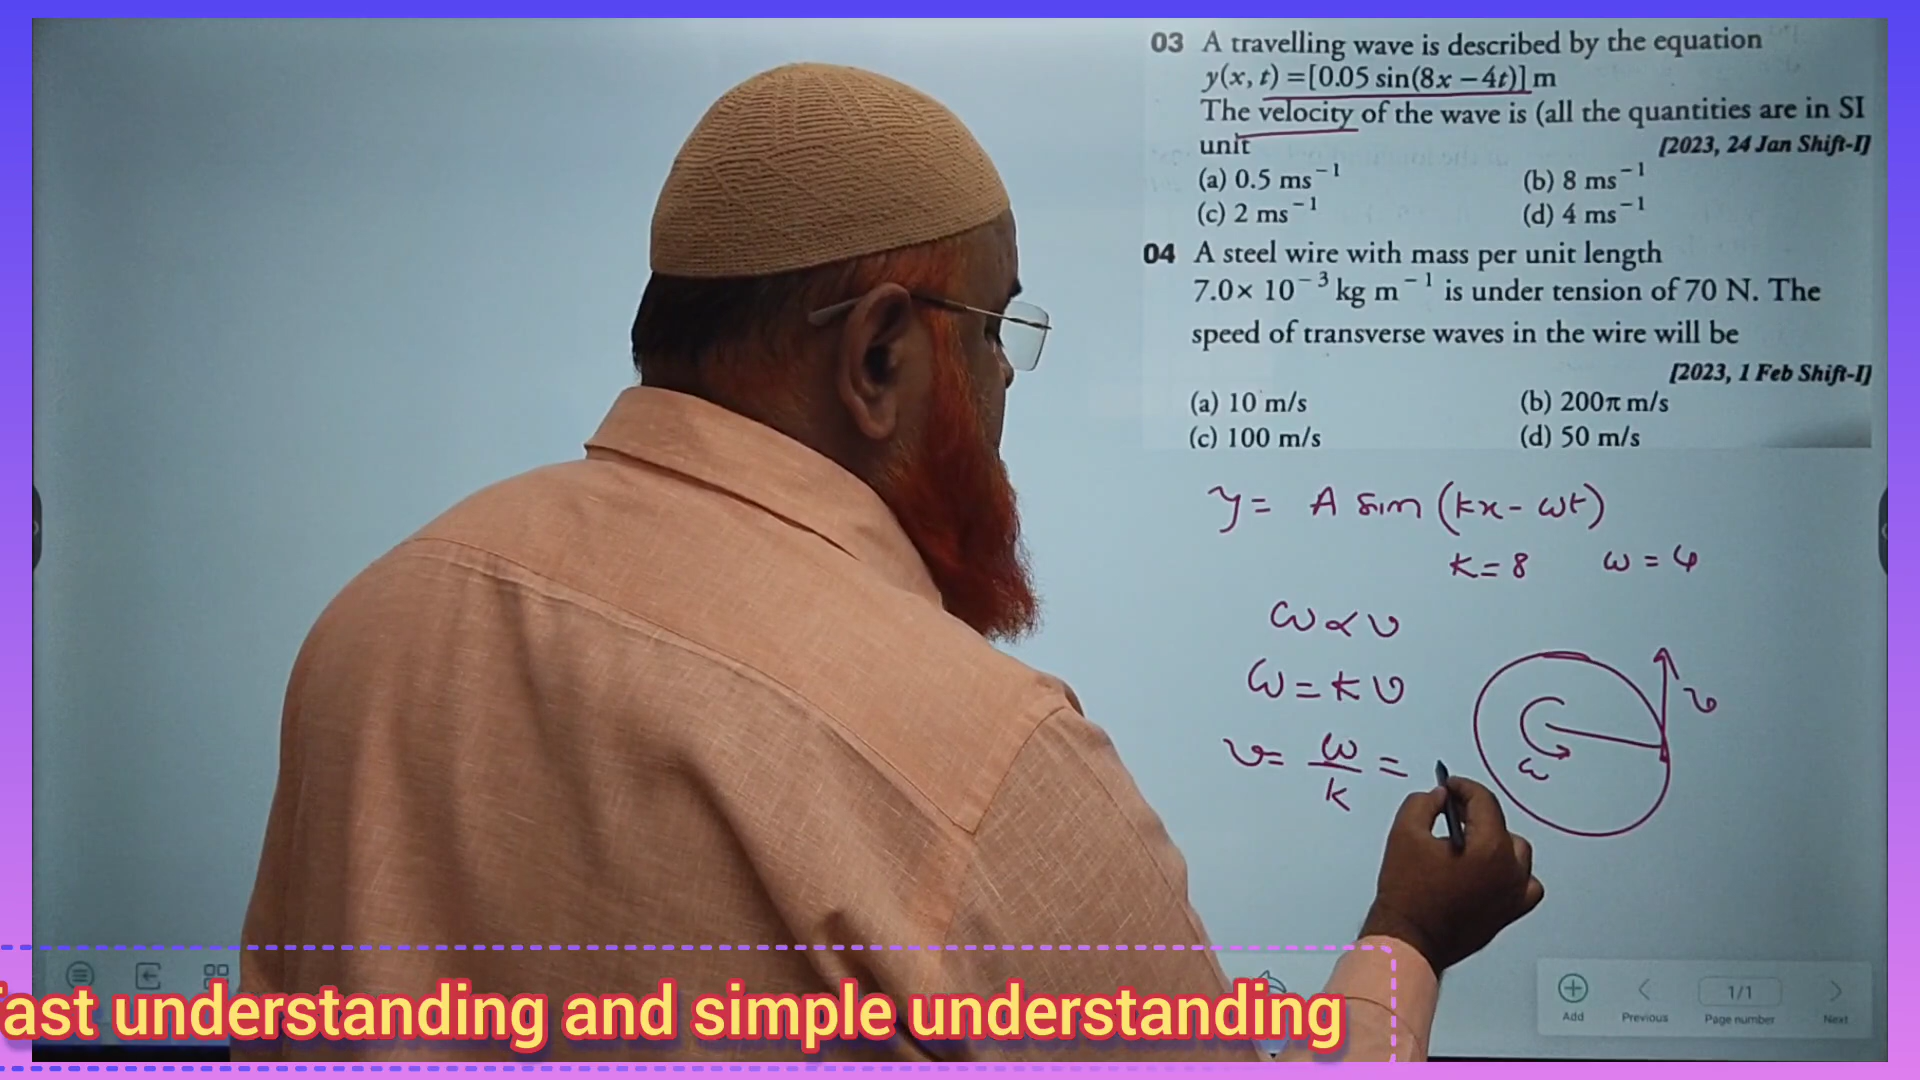 03 A travelling wave is described by the equation
y(x, t) =[0.05 sin(8x – 4t)] m
The velocity of the wave is (all the quantities are in SI
unit [2023, 24 Jan Shift-I]
(a) 0.5 ms⁻¹ (b) 8 ms⁻¹
(c) 2 ms⁻¹ (d) 4 ms⁻¹
04 A steel wire with mass per unit length
7.0× 10⁻³ kg m⁻¹ is under tension of 70 N. The
speed of transverse waves in the wire will be
[2023, 1 Feb Shift-I]
(a) 10 m/s (b) 200π m/s
(c) 100 m/s (d) 50 m/s
y = A sin (kx - ωt)
k = 8 ω = 4
ω ∝ v
ω = k v
v = ω/k =
v
ω
fast understanding and simple understanding
Add Previous 1/1 Page number Next